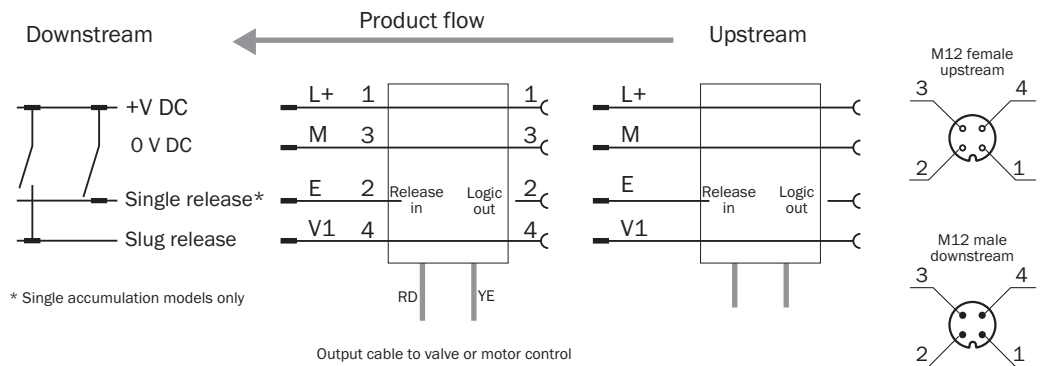 Product flow
Downstream
Upstream
M12 female
upstream
3 4
2 1
+V DC
0 V DC
Single release*
Slug release
* Single accumulation models only
L+ 1 1
M 3 3
E 2 Release in Logic out 2
V1 4 4
RD YE
L+
M
E Release in Logic out
V1
Output cable to valve or motor control
M12 male
downstream
3 4
2 1